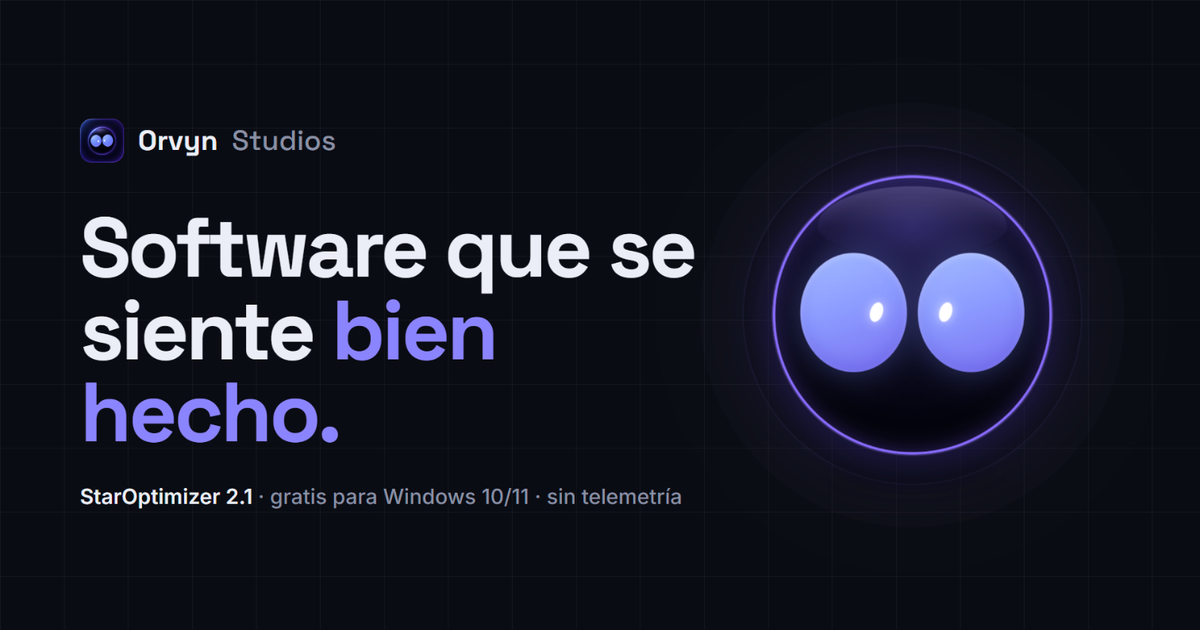 Orvyn Studios
Software que se
siente bien
hecho.
StarOptimizer 2.1 · gratis para Windows 10/11 · sin telemetría